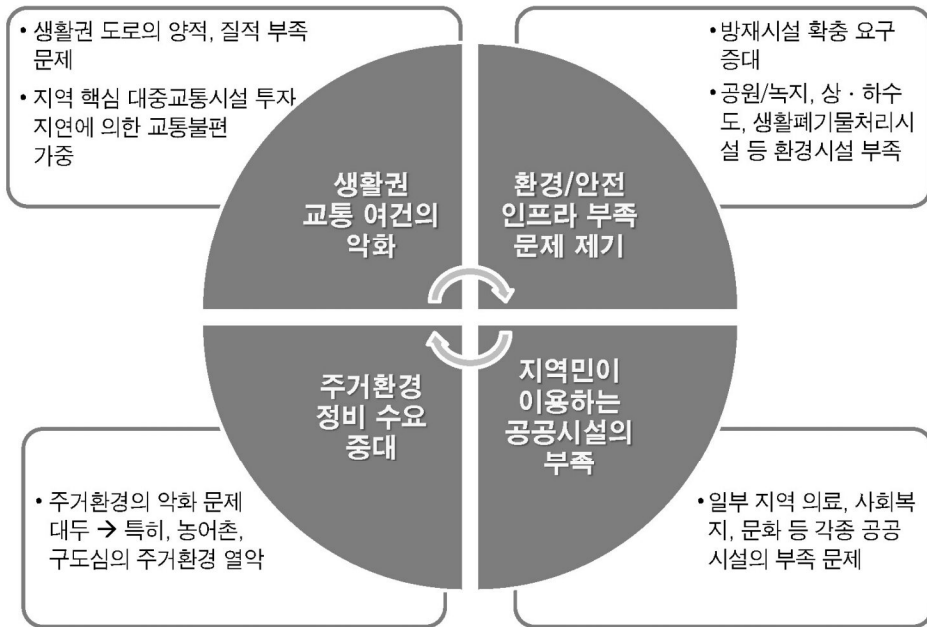 • 생활권 도로의 양적, 질적 부족
문제
• 지역 핵심 대중교통시설 투자
지연에 의한 교통불편
가중
• 방재시설 확충 요구
증대
• 공원/녹지, 상 · 하수
도, 생활폐기물처리시
설 등 환경시설 부족
생활권
교통 여건의
악화
환경/안전
인프라 부족
문제 제기
주거환경
정비 수요
중대
지역민이
이용하는
공공시설의
부족
• 주거환경의 악화 문제
대두 → 특히, 농어촌,
구도심의 주거환경 열악
• 일부 지역 의료, 사회복
지, 문화 등 각종 공공
시설의 부족 문제